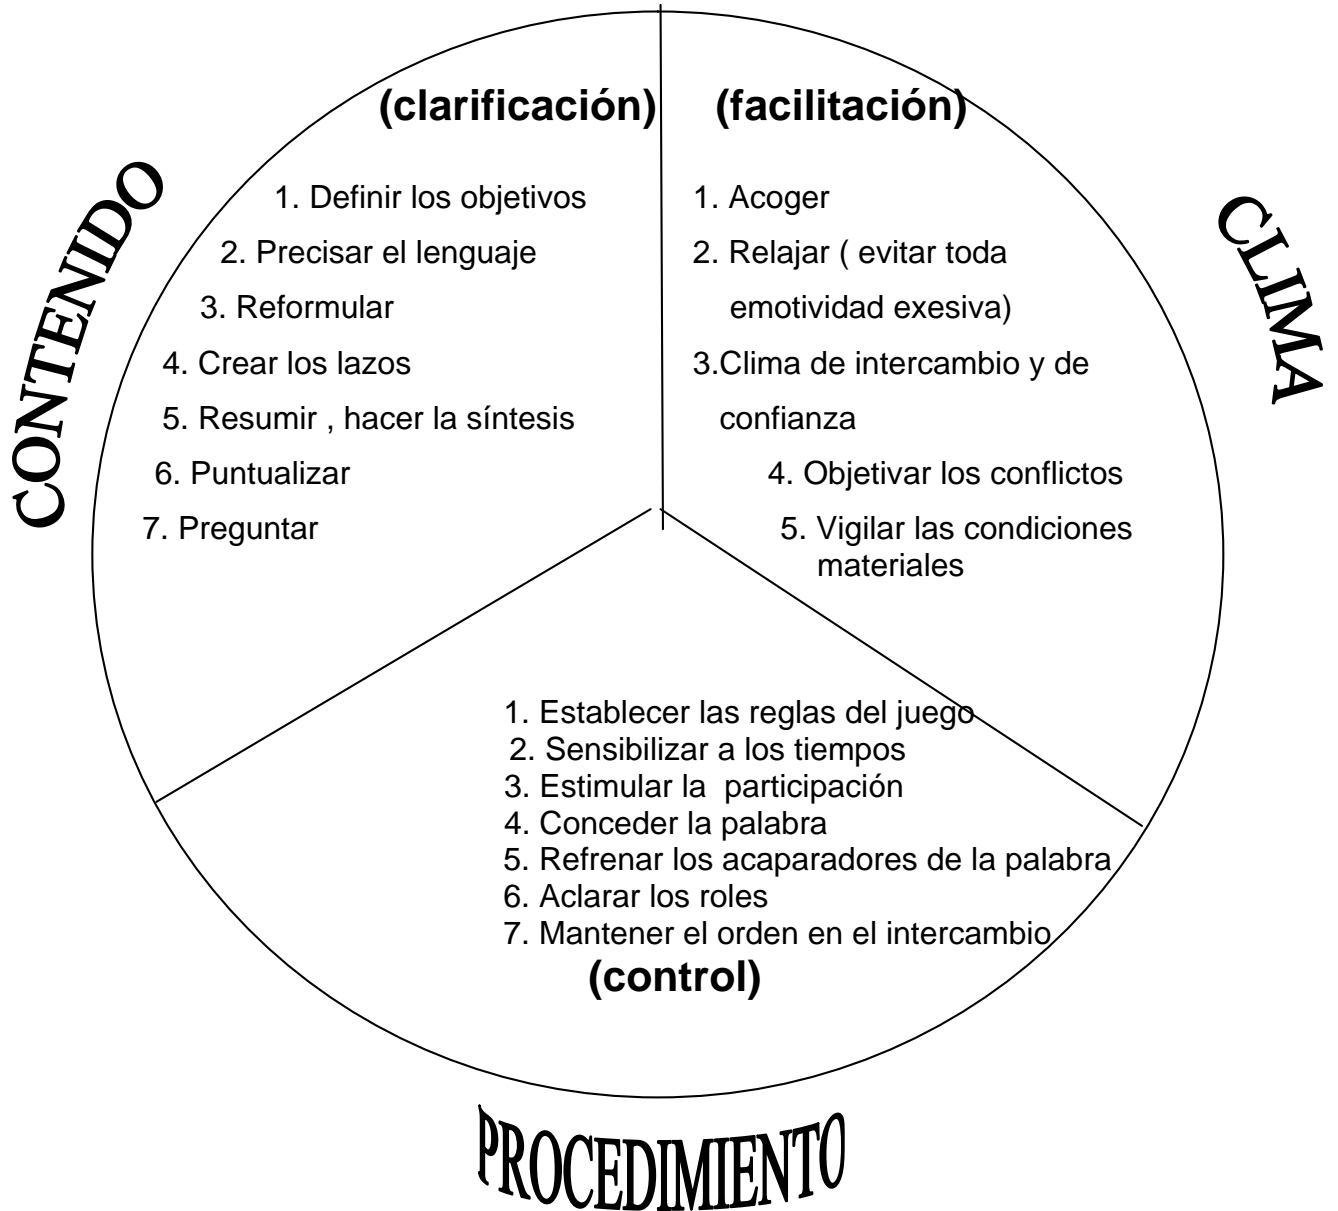 CONTENIDO
(clarificación)
1. Definir los objetivos
2. Precisar el lenguaje
3. Reformular
4. Crear los lazos
5. Resumir , hacer la síntesis
6. Puntualizar
7. Preguntar
CLIMA
(facilitación)
1. Acoger
2. Relajar ( evitar toda
emotividad exesiva)
3.Clima de intercambio y de
confianza
4. Objetivar los conflictos
5. Vigilar las condiciones
materiales
1. Establecer las reglas del juego
2. Sensibilizar a los tiempos
3. Estimular la participación
4. Conceder la palabra
5. Refrenar los acaparadores de la palabra
6. Aclarar los roles
7. Mantener el orden en el intercambio
(control)
PROCEDIMIENTO